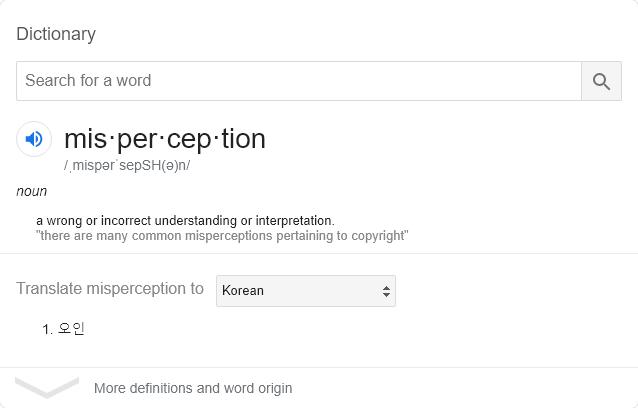 Dictionary
Search for a word
mis·per·cep·tion
/ˌmispərˈsepSH(ə)n/
noun
a wrong or incorrect understanding or interpretation.
"there are many common misperceptions pertaining to copyright"
Translate misperception to Korean
1. 오인
More definitions and word origin